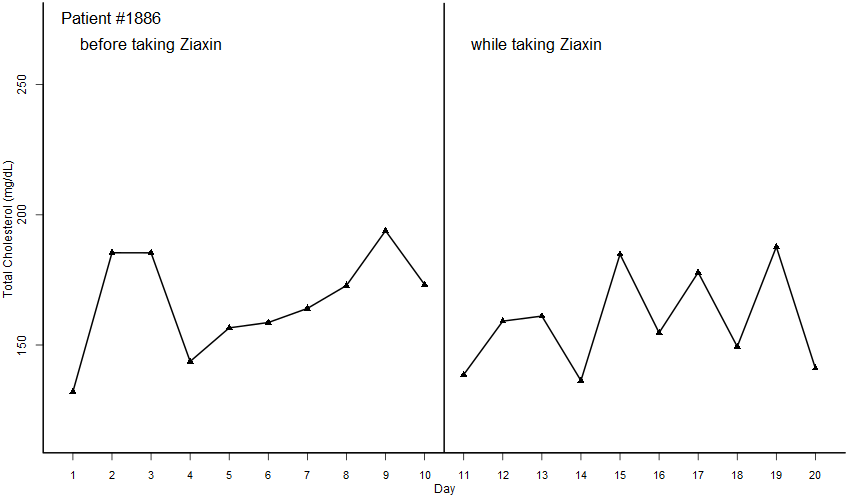 Patient #1886
before taking Ziaxin
while taking Ziaxin
Total Cholesterol (mg/dL)
250
200
150
1 2 3 4 5 6 7 8 9 10 11 12 13 14 15 16 17 18 19 20
Day